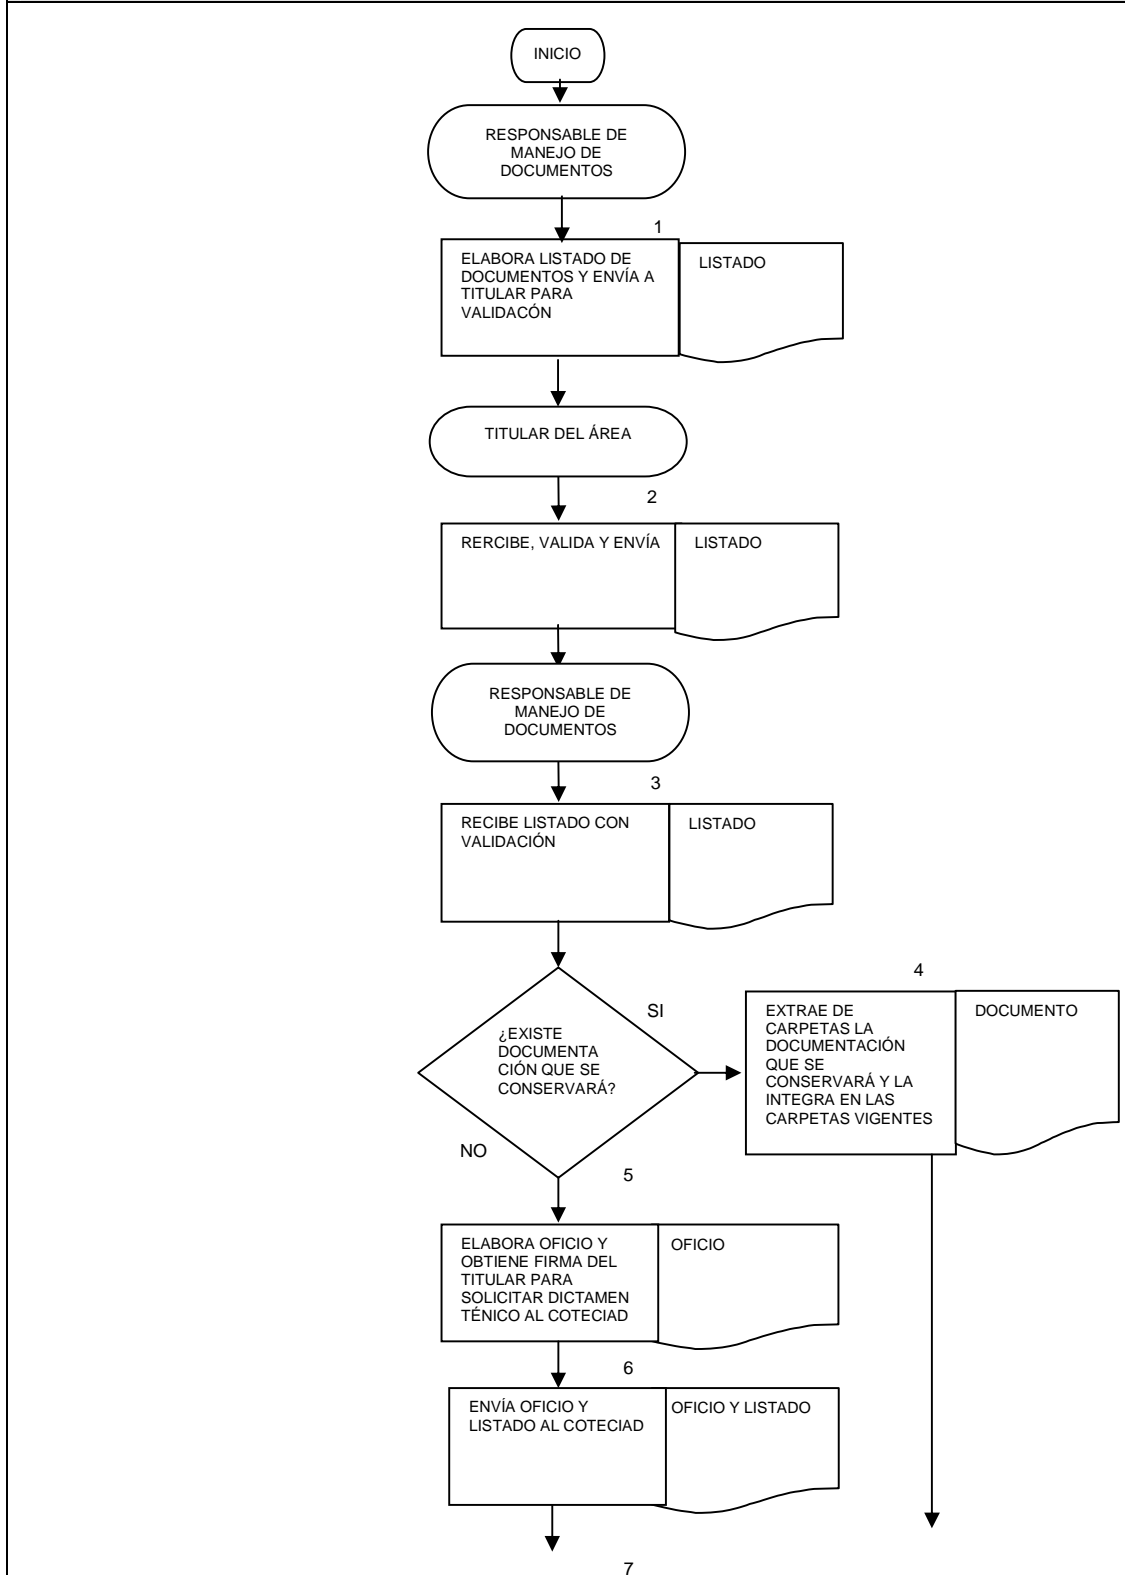 INICIO
RESPONSABLE DE
MANEJO DE
DOCUMENTOS
1
ELABORA LISTADO DE
DOCUMENTOS Y ENVÍA A
TITULAR PARA
VALIDACÓN
LISTADO
TITULAR DEL ÁREA
2
RERCIBE, VALIDA Y ENVÍA
LISTADO
RESPONSABLE DE
MANEJO DE
DOCUMENTOS
3
RECIBE LISTADO CON
VALIDACIÓN
LISTADO
¿EXISTE
DOCUMENTA
CIÓN QUE SE
CONSERVARÁ?
SI
NO
4
EXTRAE DE
CARPETAS LA
DOCUMENTACIÓN
QUE SE
CONSERVARÁ Y LA
INTEGRA EN LAS
CARPETAS VIGENTES
DOCUMENTO
5
ELABORA OFICIO Y
OBTIENE FIRMA DEL
TITULAR PARA
SOLICITAR DICTAMEN
TÉNICO AL COTECIAD
OFICIO
6
ENVÍA OFICIO Y
LISTADO AL COTECIAD
OFICIO Y LISTADO
7